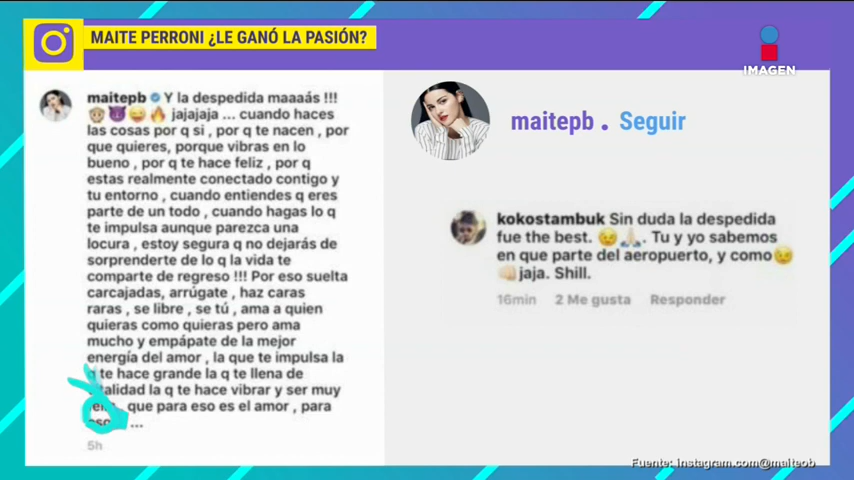 MAITE PERRONI ¿LE GANÓ LA PASIÓN?
IMAGEN
maitepb Y la despedida maaaás !!!
jajajaja ... cuando haces
las cosas por q si , por q te nacen , por
que quieres, porque vibras en lo
bueno , por q te hace feliz , por q
estas realmente conectado contigo y
tu entorno , cuando entiendes q eres
parte de un todo , cuando hagas lo q
te impulsa aunque parezca una
locura , estoy segura q no dejarás de
sorprenderte de lo q la vida te
comparte de regreso !!! Por eso suelta
carcajadas, arrúgate , haz caras
raras , se libre , se tú , ama a quien
quieras como quieras pero ama
mucho y empápate de la mejor
energía del amor , la que te impulsa la
q te hace grande la q te llena de
vitalidad la q te hace vibrar y ser muy
feliz , que para eso es el amor , para
eso ...
5h
maitepb . Seguir
kokostambuk Sin duda la despedida
fue the best. 😉🙏🏻. Tu y yo sabemos
en que parte del aeropuerto, y como😉
👊🏻jaja. Shill.
16min 2 Me gusta Responder
Fuente: Instagram.com@maiteob